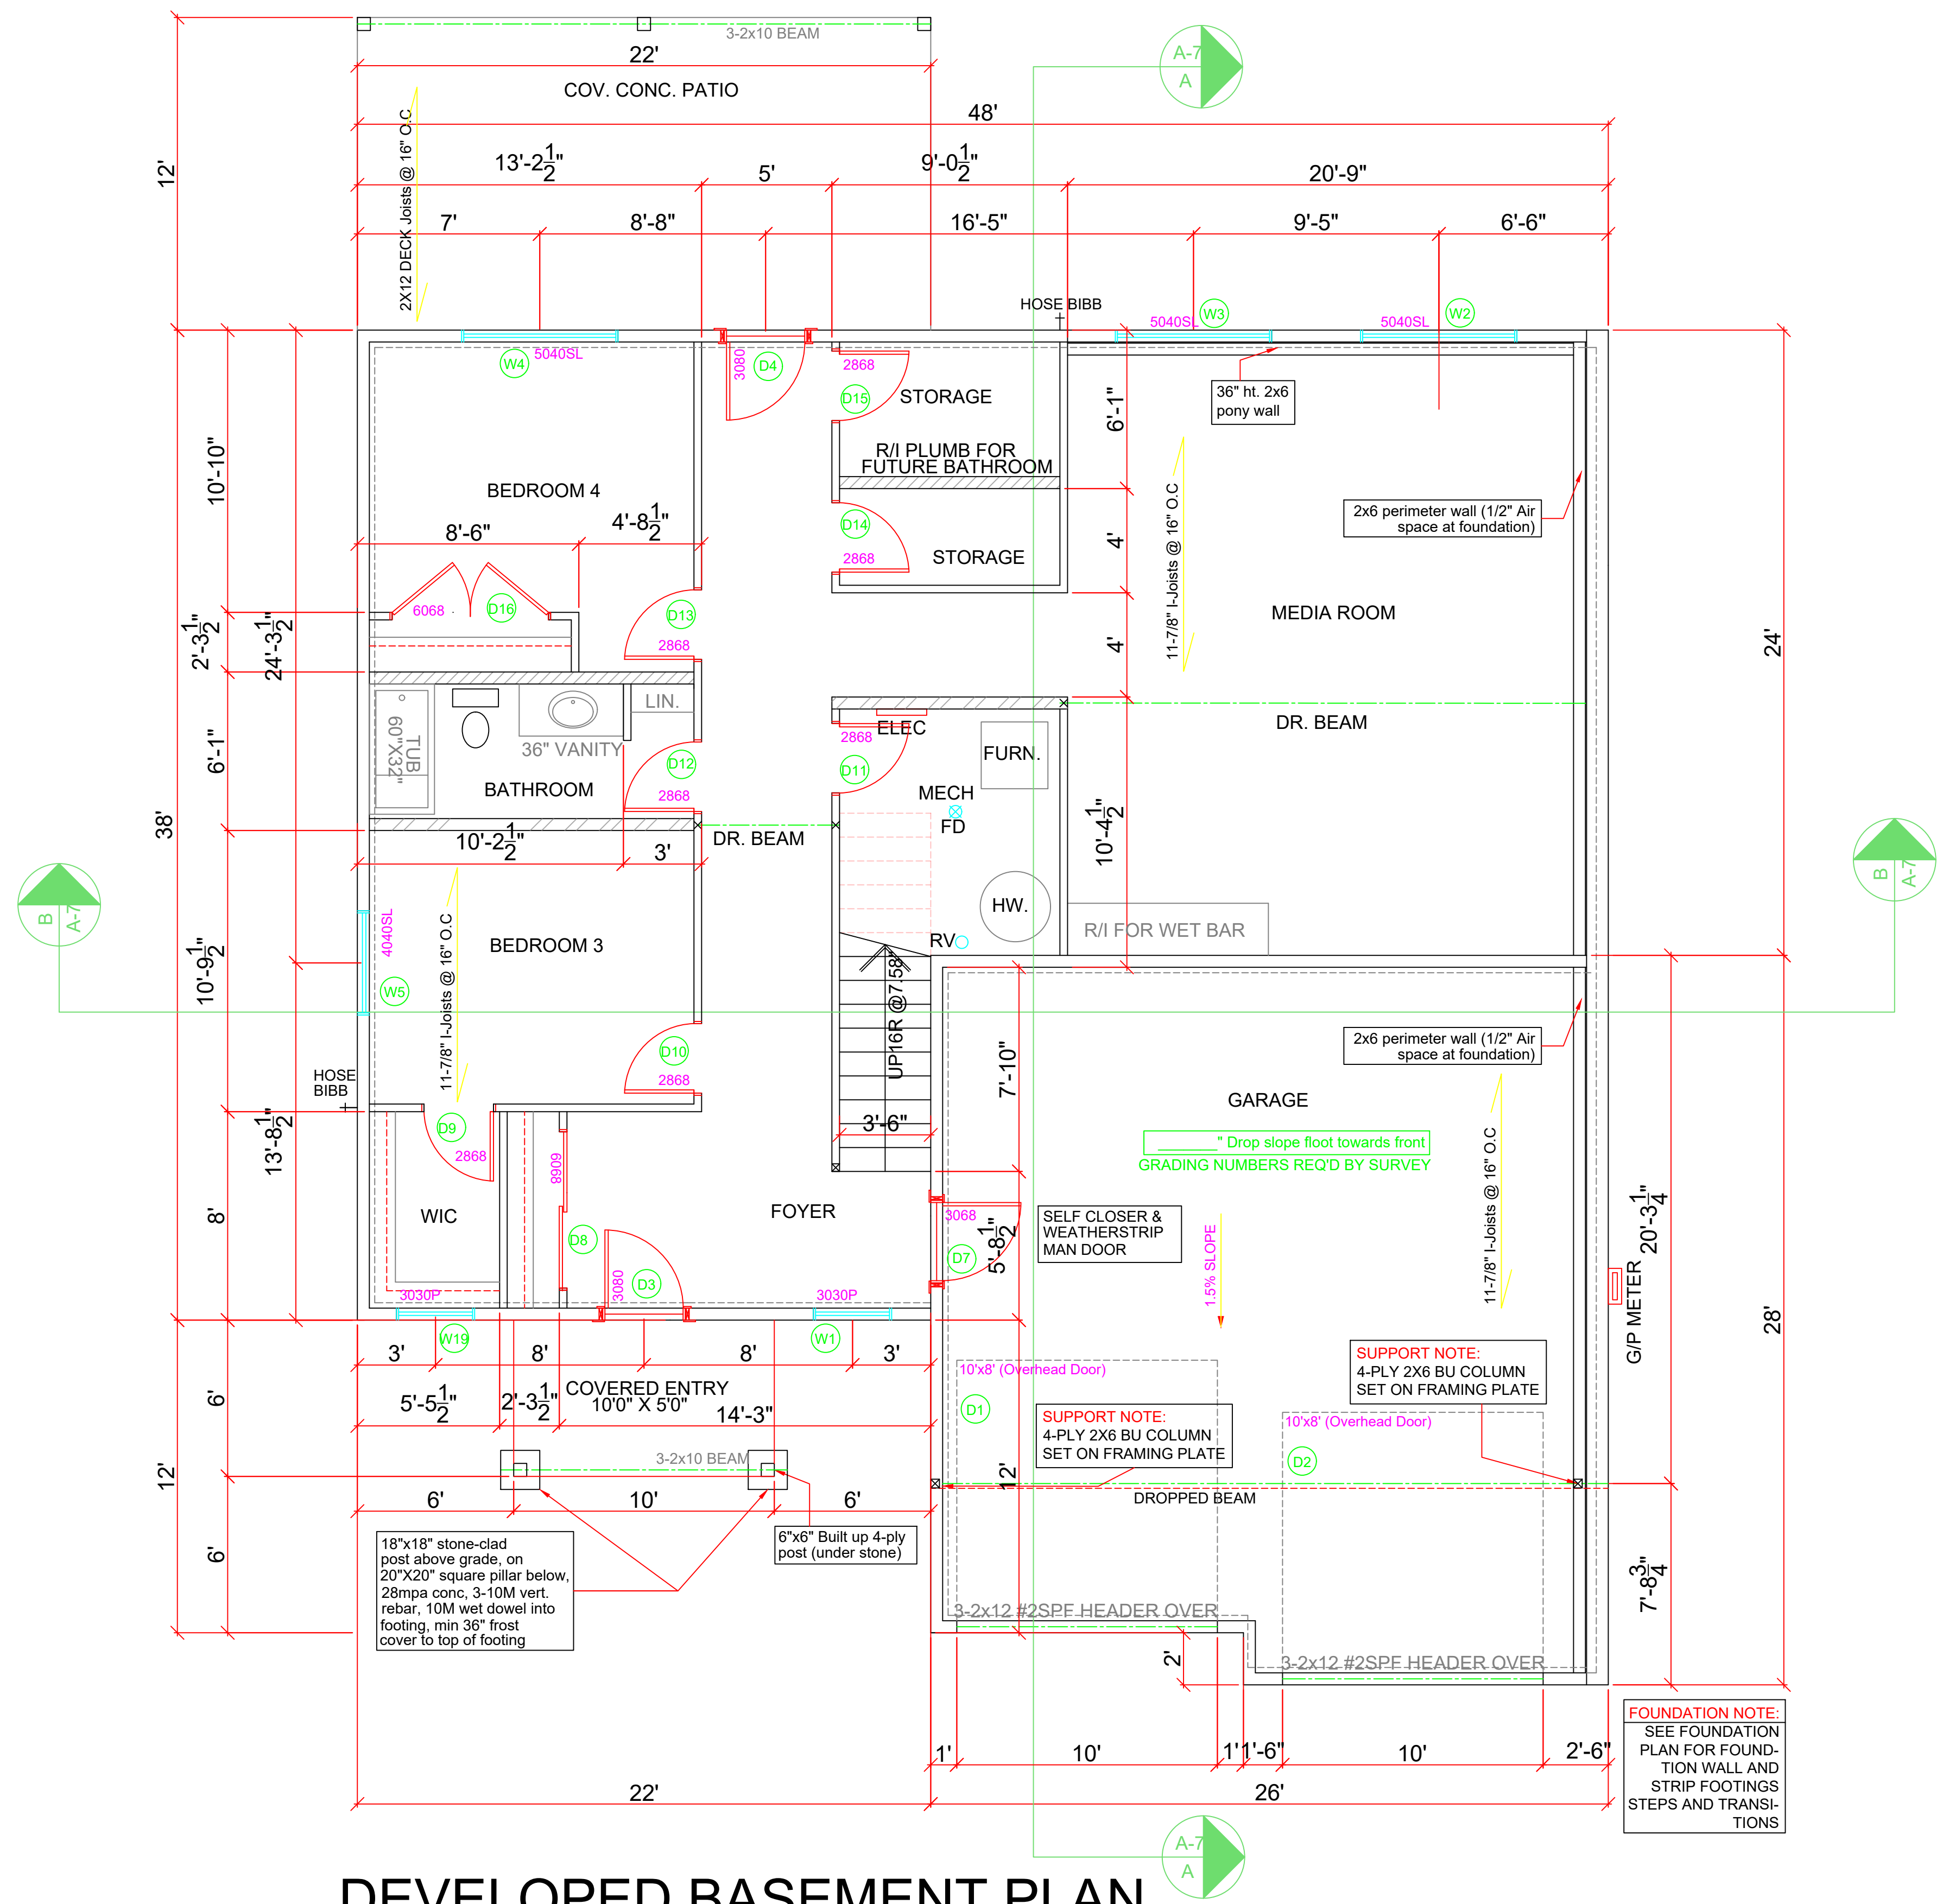 3-2x10 BEAM
A-7
A
22'
COV. CONC. PATIO
48'
12'
2X12 DECK Joists @ 16" O.C
13'-2 1/2"
5'
9'-0 1/2"
20'-9"
7'
8'-8"
16'-5"
9'-5"
6'-6"
HOSE BIBB
5040SL
W3
5040SL
W2
W4
5040SL
3080
D4
2868
D15
STORAGE
36" ht. 2x6
pony wall
6'-1"
R/I PLUMB FOR
FUTURE BATHROOM
10'-10"
BEDROOM 4
8'-6"
4'-8 1/2"
D14
2868
STORAGE
4'
11-7/8" I-Joists @ 16" O.C
2x6 perimeter wall (1/2" Air
space at foundation)
MEDIA ROOM
24'
6068
D16
D13
2868
2'-3 1/2"
24'-3 1/2"
4'
LIN.
TUB
60"X32"
36" VANITY
BATHROOM
D12
2868
ELEC
2868
D11
FURN.
MECH
FD
DR. BEAM
6'-1"
38'
10'-2 1/2"
3'
DR. BEAM
10'-4 1/2"
HW.
RV
R/I FOR WET BAR
B
A-7
B
A-7
4040SL
W5
11-7/8" I-Joists @ 16" O.C
BEDROOM 3
10'-9 1/2"
UP16R @7.58"
D10
2868
7'-10"
2x6 perimeter wall (1/2" Air
space at foundation)
HOSE
BIBB
GARAGE
3'-6"
______" Drop slope floot towards front
GRADING NUMBERS REQ'D BY SURVEY
11-7/8" I-Joists @ 16" O.C
13'-8 1/2"
D9
2868
6068
8'
WIC
D8
FOYER
3080
D3
3068
D7
5'-8 1/2"
SELF CLOSER &
WEATHERSTRIP
MAN DOOR
1.5% SLOPE
20'-3 1/4"
G/P METER
28'
3030P
W19
3030P
W1
3'
8'
8'
3'
COVERED ENTRY
10'0" X 5'0"
5'-5 1/2"
2'-3 1/2"
14'-3"
6'
12'
10'x8' (Overhead Door)
D1
SUPPORT NOTE:
4-PLY 2X6 BU COLUMN
SET ON FRAMING PLATE
SUPPORT NOTE:
4-PLY 2X6 BU COLUMN
SET ON FRAMING PLATE
10'x8' (Overhead Door)
D2
3-2x10 BEAM
12'
DROPPED BEAM
6'
10'
6'
6'
6"x6" Built up 4-ply
post (under stone)
18"x18" stone-clad
post above grade, on
20"X20" square pillar below,
28mpa conc, 3-10M vert.
rebar, 10M wet dowel into
footing, min 36" frost
cover to top of footing
7'-8 3/4"
3-2x12 #2SPF HEADER OVER
2'
3-2x12 #2SPF HEADER OVER
1'
10'
1'
1'-6"
10'
2'-6"
22'
26'
FOUNDATION NOTE:
SEE FOUNDATION
PLAN FOR FOUND-
TION WALL AND
STRIP FOOTINGS
STEPS AND TRANSI-
TIONS
A-7
A
DEVELOPED BASEMENT PLAN